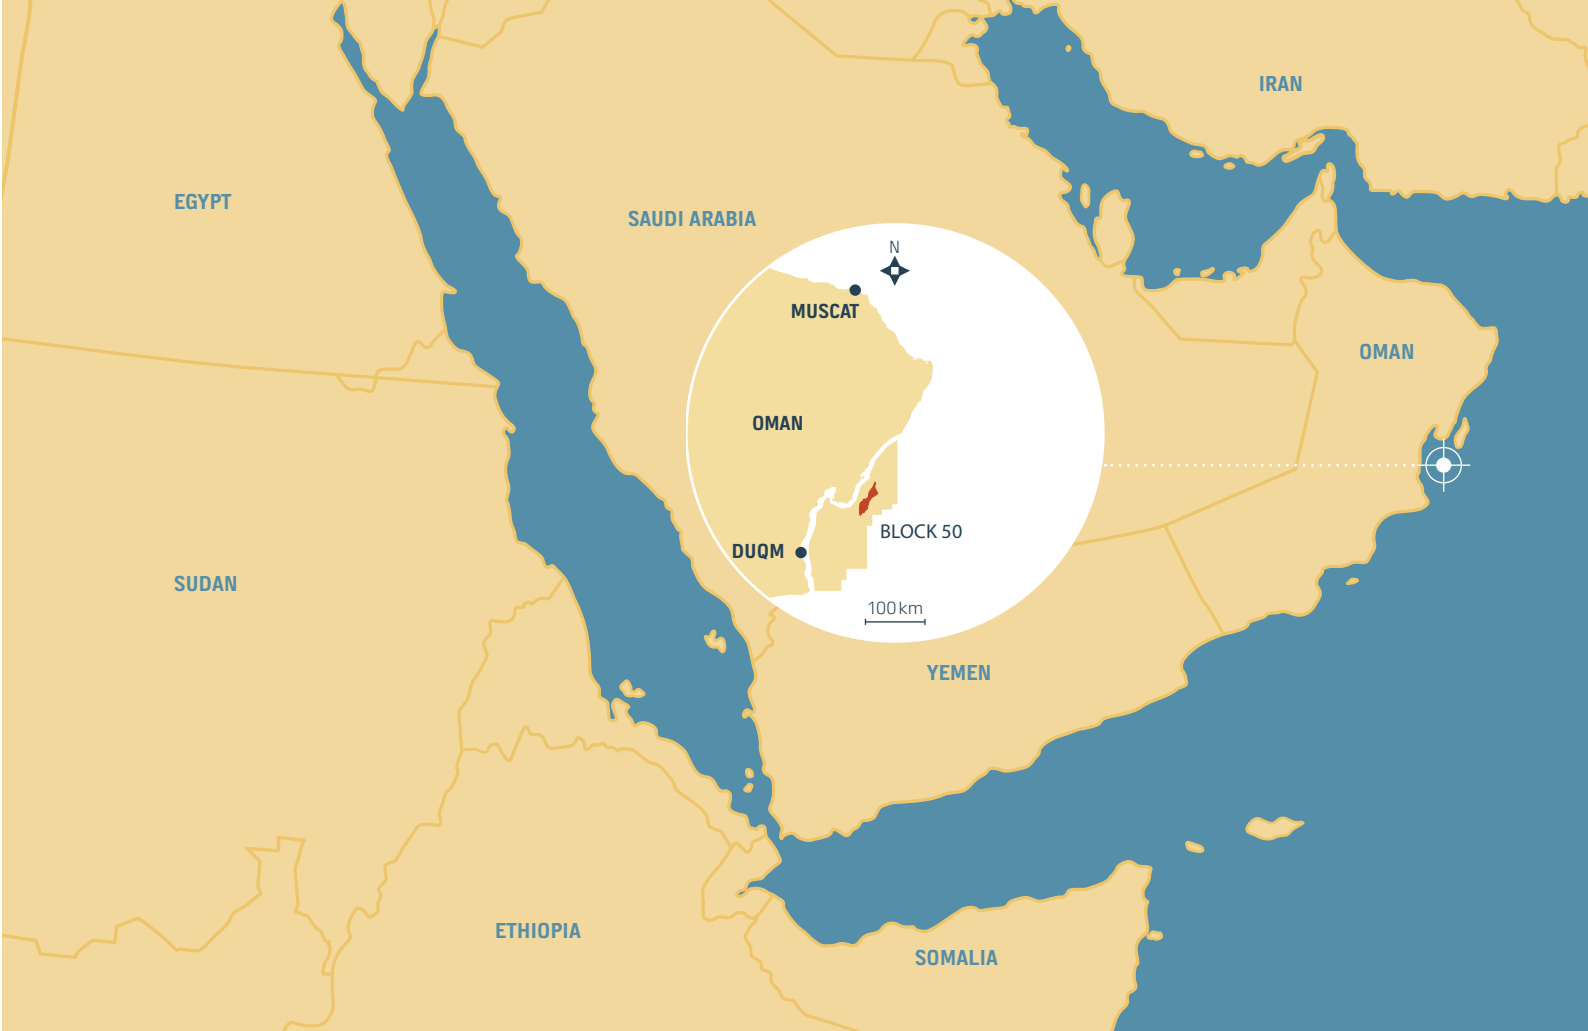 IRAN
EGYPT
SAUDI ARABIA
N
MUSCAT
OMAN
OMAN
BLOCK 50
DUQM
SUDAN
100 km
YEMEN
ETHIOPIA
SOMALIA